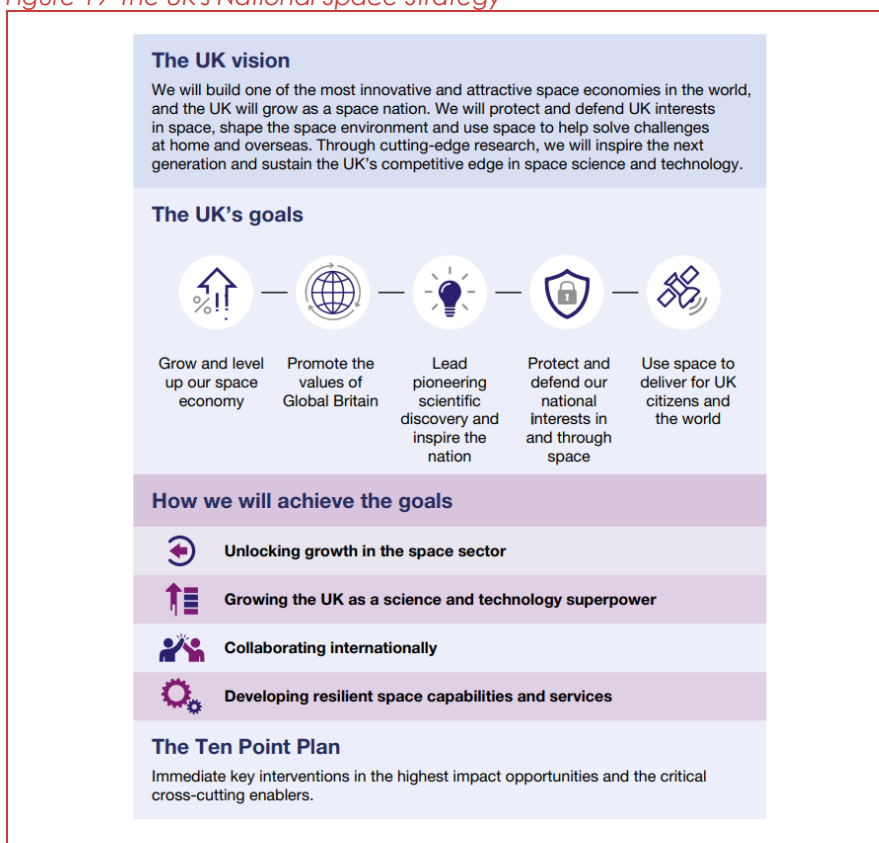 Figure 19 The UK's National Space Strategy
The UK vision
We will build one of the most innovative and attractive space economies in the world,
and the UK will grow as a space nation. We will protect and defend UK interests
in space, shape the space environment and use space to help solve challenges
at home and overseas. Through cutting-edge research, we will inspire the next
generation and sustain the UK's competitive edge in space science and technology.
The UK's goals
%
Grow and level
up our space
economy
Promote the
values of
Global Britain
Lead
pioneering
scientific
discovery and
inspire the
nation
Protect and
defend our
national
interests in
and through
space
Use space to
deliver for UK
citizens and
the world
How we will achieve the goals
Unlocking growth in the space sector
Growing the UK as a science and technology superpower
Collaborating internationally
Developing resilient space capabilities and services
The Ten Point Plan
Immediate key interventions in the highest impact opportunities and the critical
cross-cutting enablers.